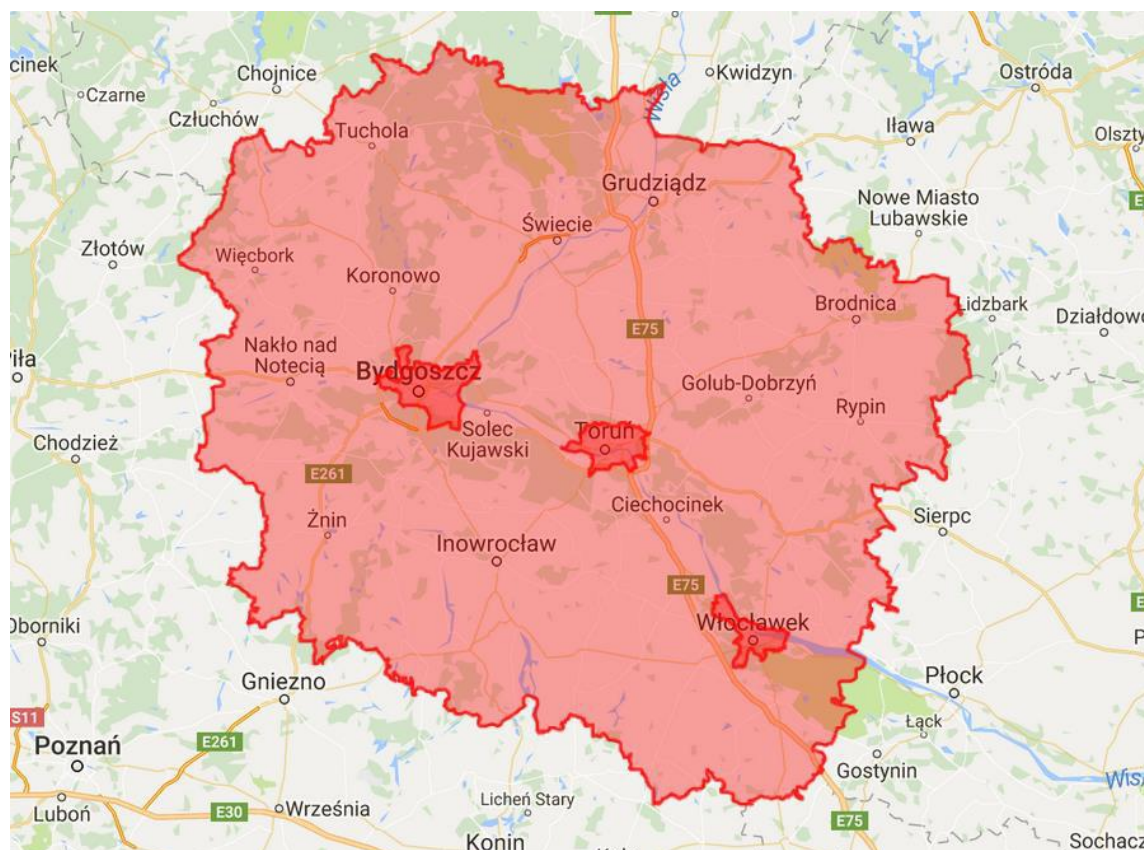 cinek
Czarne
Chojnice
Człuchów
Tuchola
Wisła
Kwidzyn
Ostróda
Iława
Olszty
Grudziądz
Nowe Miasto
Lubawskie
Świecie
Złotów
Więcbork
Koronowo
Brodnica
Lidzbark
Działdowo
E75
Nakło nad
Notecią
Piła
Bydgoszcz
Golub-Dobrzyń
Rypin
Solec
Kujawski
Toruń
Chodzież
E261
Ciechocinek
Sierpc
Żnin
Inowrocław
E75
Oborniki
Włocławek
Płock
Gniezno
Łąck
S11
E261
Poznań
Gostynin
Wis
Luboń
E30
Września
Licheń Stary
E75
Konin
Sochacz